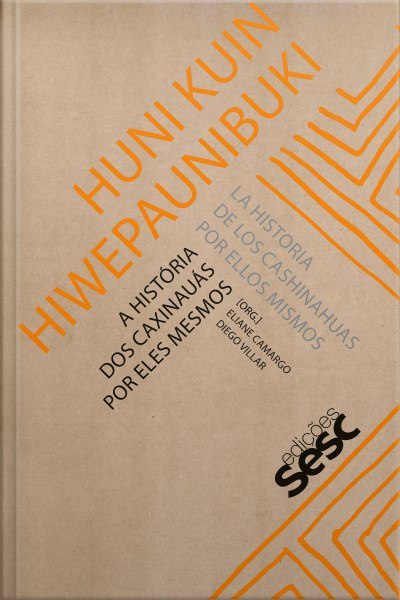 HUNI KUIN
HIWEPAUNIBUKI
A HISTÓRIA
DOS CAXINAUÁS
POR ELES MESMOS
LA HISTORIA
DE LOS CASHINAHUAS
POR ELLOS MISMOS
[ORG.]
ELIANE CAMARGO
DIEGO VILLAR
edições
sesc